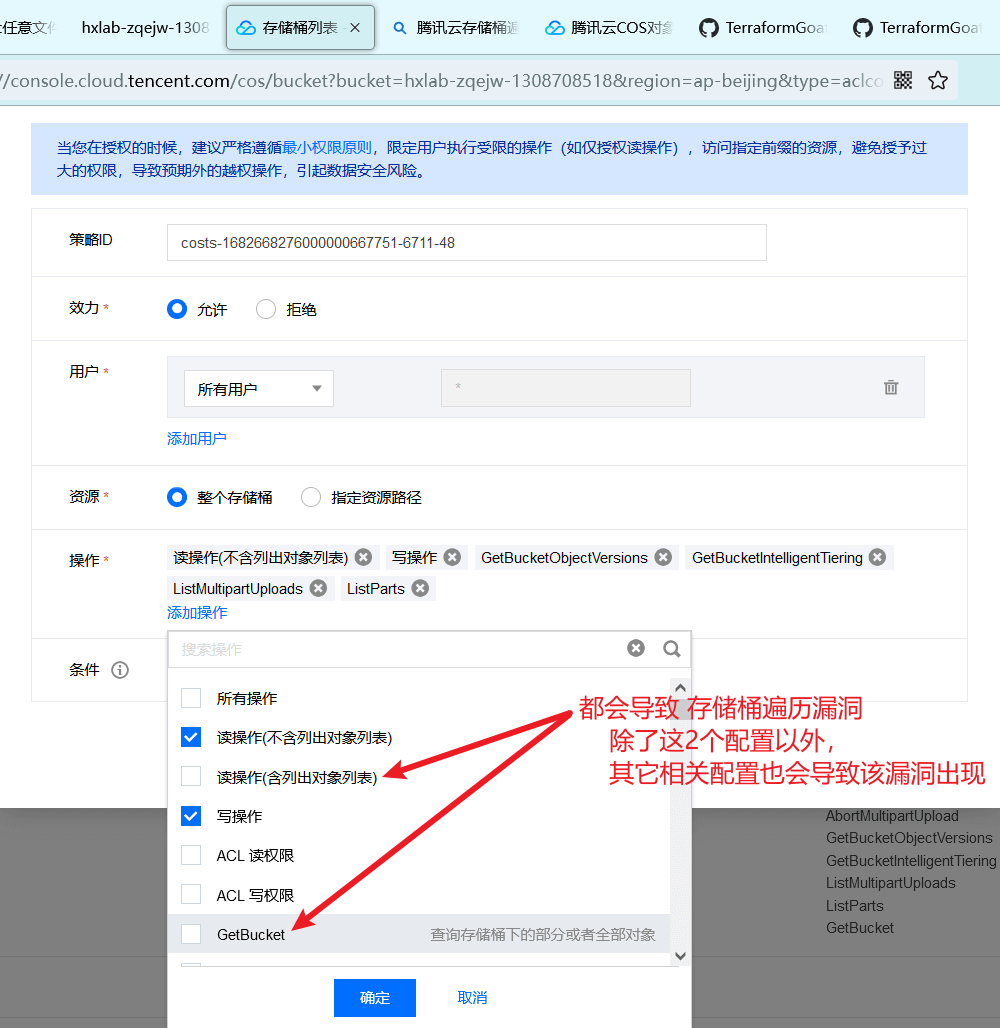 任意文件
hxlab-zqejw-1308
存储桶列表
腾讯云存储桶遍
腾讯云COS对象
TerraformGoa
TerraformGoat
//console.cloud.tencent.com/cos/bucket?bucket=hxlab-zqejw-1308708518&region=ap-beijing&type=aclco
当您在授权的时候，建议严格遵循最小权限原则，限定用户执行受限的操作（如仅授权读操作），访问指定前缀的资源，避免授予过
大的权限，导致预期外的越权操作，引起数据安全风险。
策略ID
costs-1682668276000000667751-6711-48
效力 *
允许
拒绝
用户 *
所有用户
*
添加用户
资源 *
整个存储桶
指定资源路径
操作 *
读操作(不含列出对象列表)
写操作
GetBucketObjectVersions
GetBucketIntelligentTiering
ListMultipartUploads
ListParts
添加操作
条件
搜索操作
所有操作
读操作(不含列出对象列表)
读操作(含列出对象列表)
写操作
ACL 读权限
ACL 写权限
GetBucket
查询存储桶下的部分或者全部对象
确定
取消
都会导致 存储桶遍历漏洞
除了这2个配置以外，
其它相关配置也会导致该漏洞出现
AbortMultipartUpload
GetBucketObjectVersions
GetBucketIntelligentTiering
ListMultipartUploads
ListParts
GetBucket